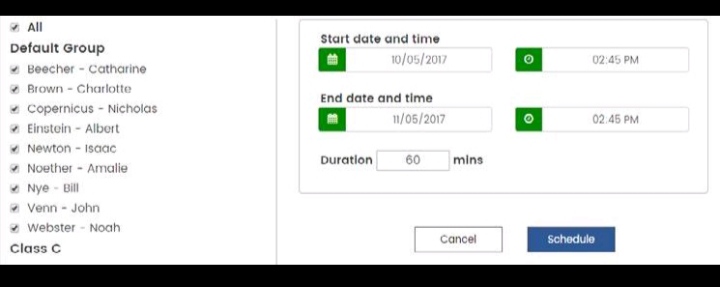 All
Default Group
Beecher - Catharine
Brown - Charlotte
Copernicus - Nicholas
Einstein - Albert
Newton - Isaac
Noether - Amalie
Nye - Bill
Venn - John
Webster - Noah
Class C
Start date and time
10/05/2017 02:45 PM
End date and time
11/05/2017 02.45 PM
Duration 60 mins
Cancel Schedule